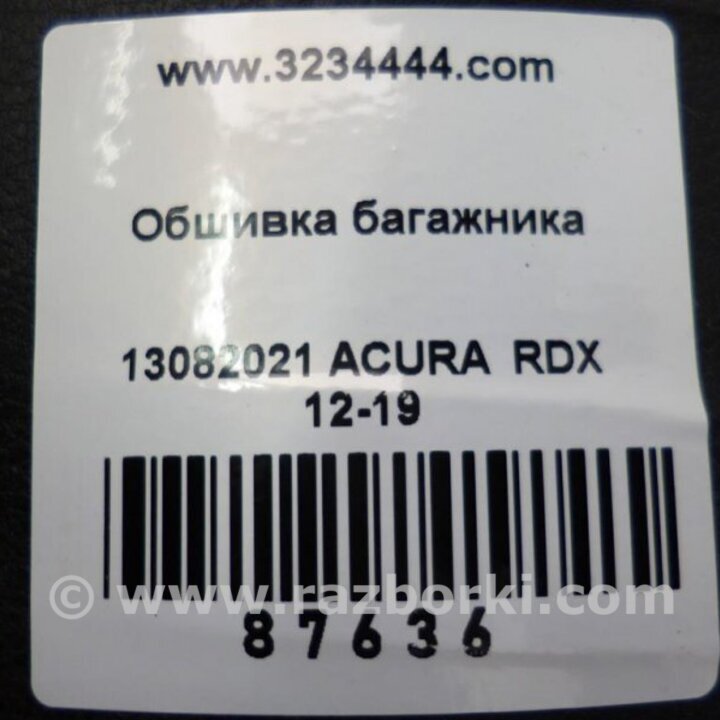 www.3234444.com
Обшивка багажника
13082021 ACURA RDX
12-19
© www.razborki.com
87636